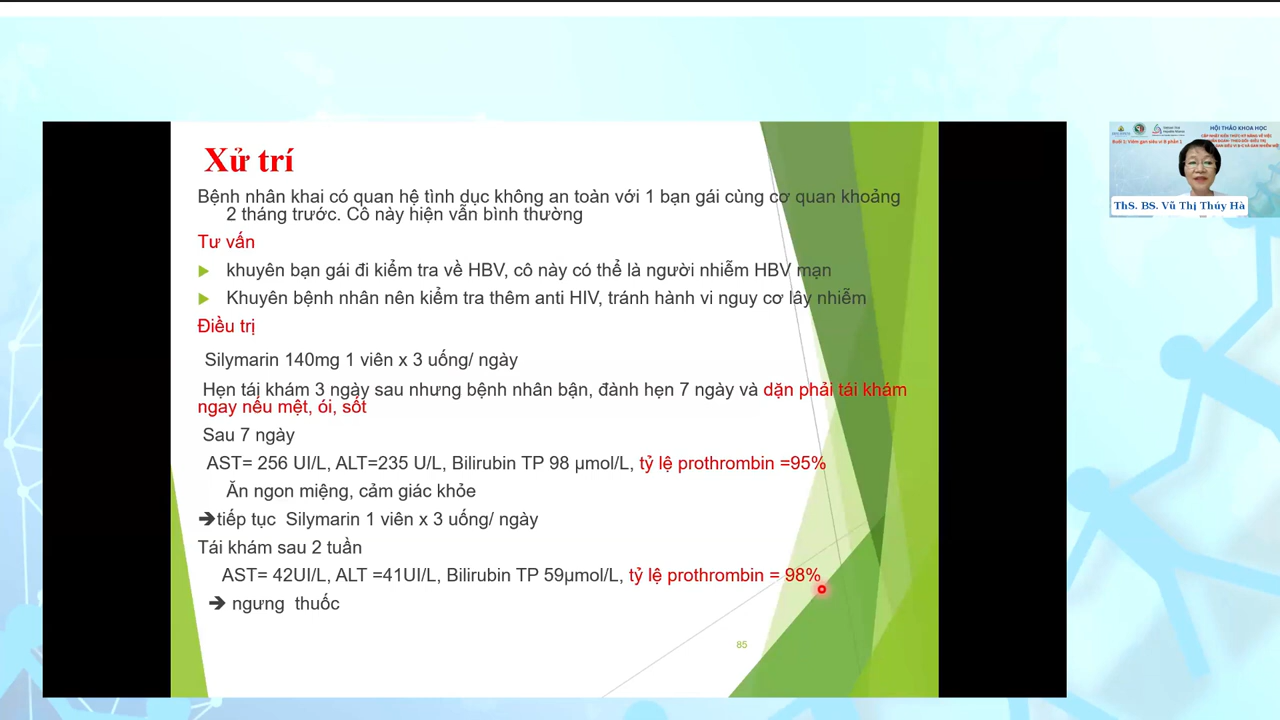 Xử trí
Bệnh nhân khai có quan hệ tình dục không an toàn với 1 bạn gái cùng cơ quan khoảng
2 tháng trước. Cô này hiện vẫn bình thường
Tư vấn
khuyên bạn gái đi kiểm tra về HBV, cô này có thể là người nhiễm HBV mạn
Khuyên bệnh nhân nên kiểm tra thêm anti HIV, tránh hành vi nguy cơ lây nhiễm
Điều trị
Silymarin 140mg 1 viên x 3 uống/ ngày
Hẹn tái khám 3 ngày sau nhưng bệnh nhân bận, đành hẹn 7 ngày và dặn phải tái khám
ngay nếu mệt, ói, sốt
Sau 7 ngày
AST= 256 UI/L, ALT=235 U/L, Bilirubin TP 98 µmol/L, tỷ lệ prothrombin =95%
Ăn ngon miệng, cảm giác khỏe
➔tiếp tục Silymarin 1 viên x 3 uống/ ngày
Tái khám sau 2 tuần
AST= 42UI/L, ALT =41UI/L, Bilirubin TP 59µmol/L, tỷ lệ prothrombin = 98%
➔ ngưng thuốc
85
HỘI THẢO KHOA HỌC
ThS. BS. Vũ Thị Thúy Hà